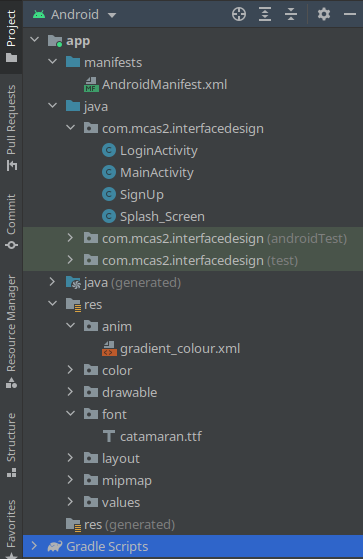 Android
app
manifests
AndroidManifest.xml
java
com.mcas2.interfacedesign
LoginActivity
MainActivity
SignUp
Splash_Screen
com.mcas2.interfacedesign (androidTest)
com.mcas2.interfacedesign (test)
java (generated)
res
anim
gradient_colour.xml
color
drawable
font
catamaran.ttf
layout
mipmap
values
res (generated)
Gradle Scripts
Project
Pull Requests
Commit
Resource Manager
Structure
Favorites